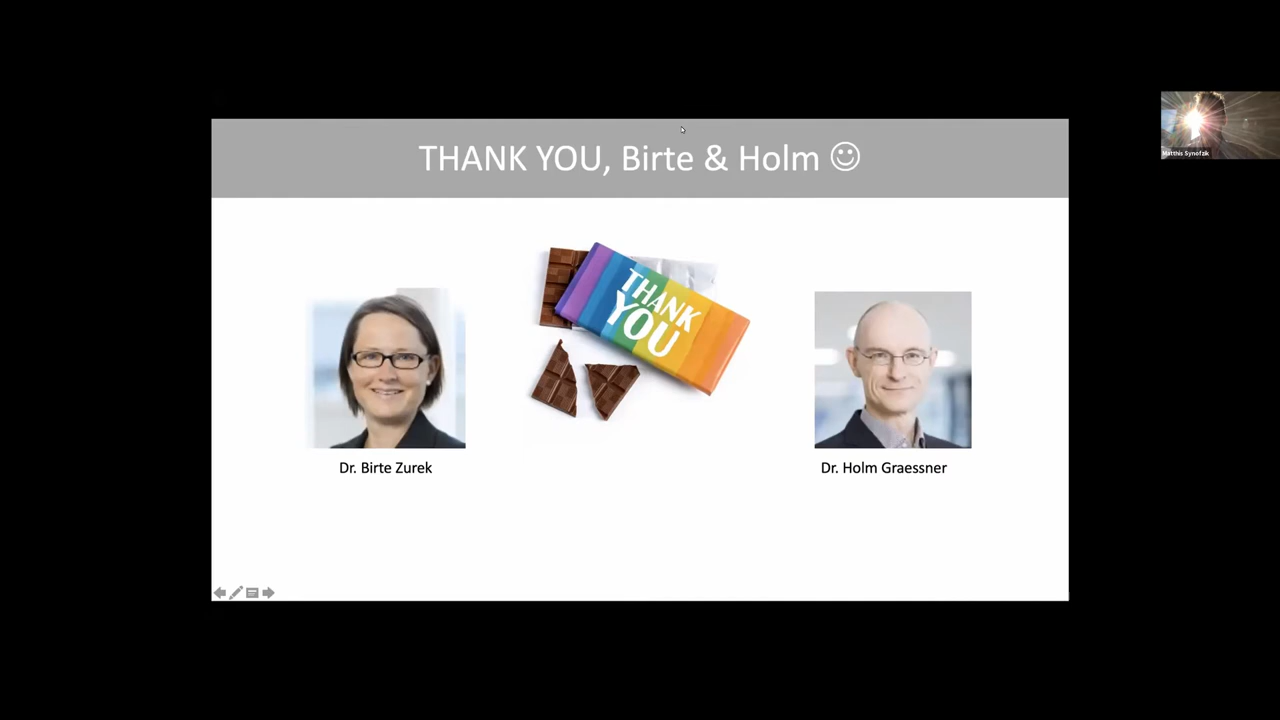 THANK YOU, Birte & Holm ☺
THANK
YOU
Matthis Synofzik
Dr. Birte Zurek
Dr. Holm Graessner